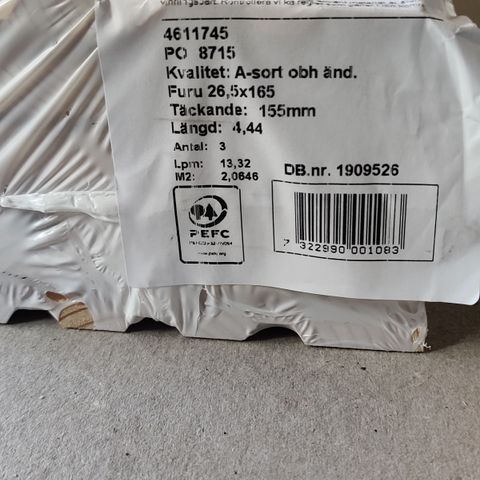 4611745
PO 8715
Kvalitet: A-sort obh änd.
Furu 26,5x165
Täckande: 155mm
Längd: 4,44
Antal: 3
Lpm: 13,32
M2: 2,0646
DB.nr. 1909526
PEFC
7 322990 001083